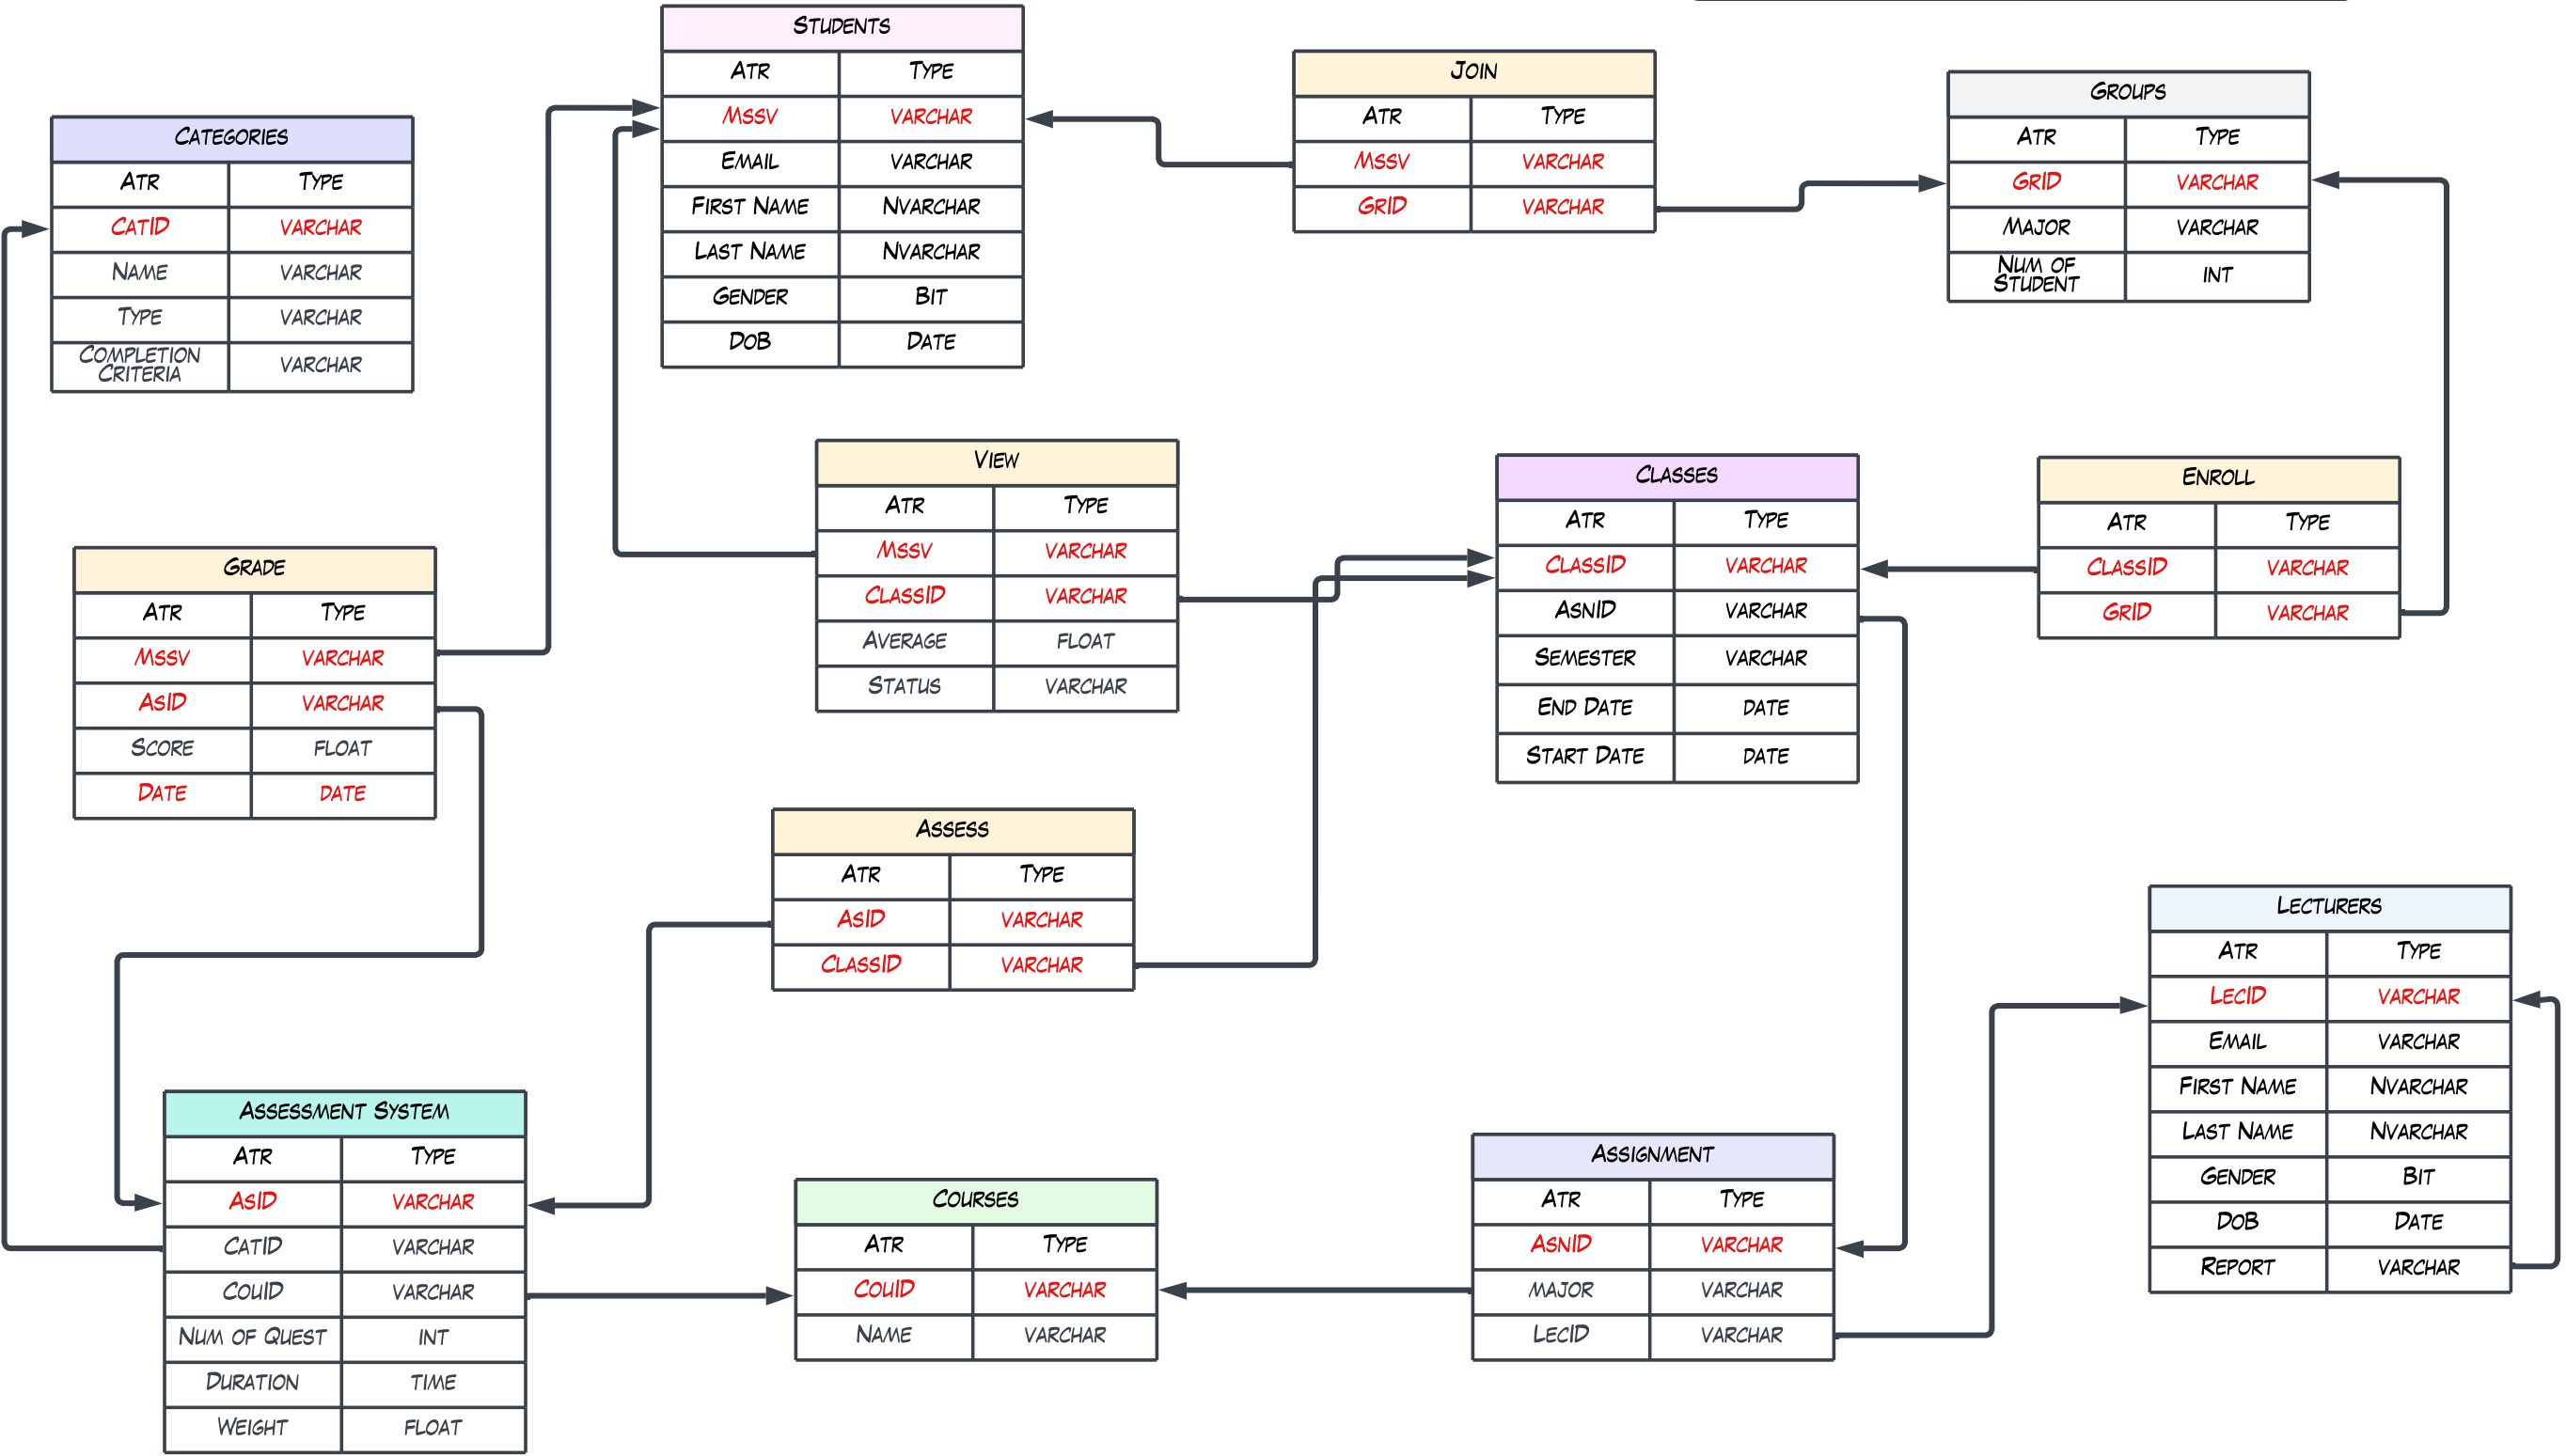 Students
Atr Type
Mssv varchar
Email varchar
First Name Nvarchar
Last Name Nvarchar
Gender Bit
DoB Date
Join
Atr Type
Mssv varchar
GrID varchar
Groups
Atr Type
GrID varchar
Major varchar
Num of
Student int
Categories
Atr Type
CatID varchar
Name varchar
Type varchar
Completion
Criteria varchar
View
Atr Type
Mssv varchar
ClassID varchar
Average float
Status varchar
Classes
Atr Type
ClassID varchar
AsnID varchar
Semester varchar
End Date date
Start Date date
Enroll
Atr Type
ClassID varchar
GrID varchar
Grade
Atr Type
Mssv varchar
AsID varchar
Score float
Date date
Assess
Atr Type
AsID varchar
ClassID varchar
Lecturers
Atr Type
LecID varchar
Email varchar
First Name Nvarchar
Last Name Nvarchar
Gender Bit
DoB Date
Report varchar
Assessment System
Atr Type
AsID varchar
CatID varchar
CouID varchar
Num of Quest int
Duration time
Weight float
Courses
Atr Type
CouID varchar
Name varchar
Assignment
Atr Type
AsnID varchar
major varchar
LecID varchar